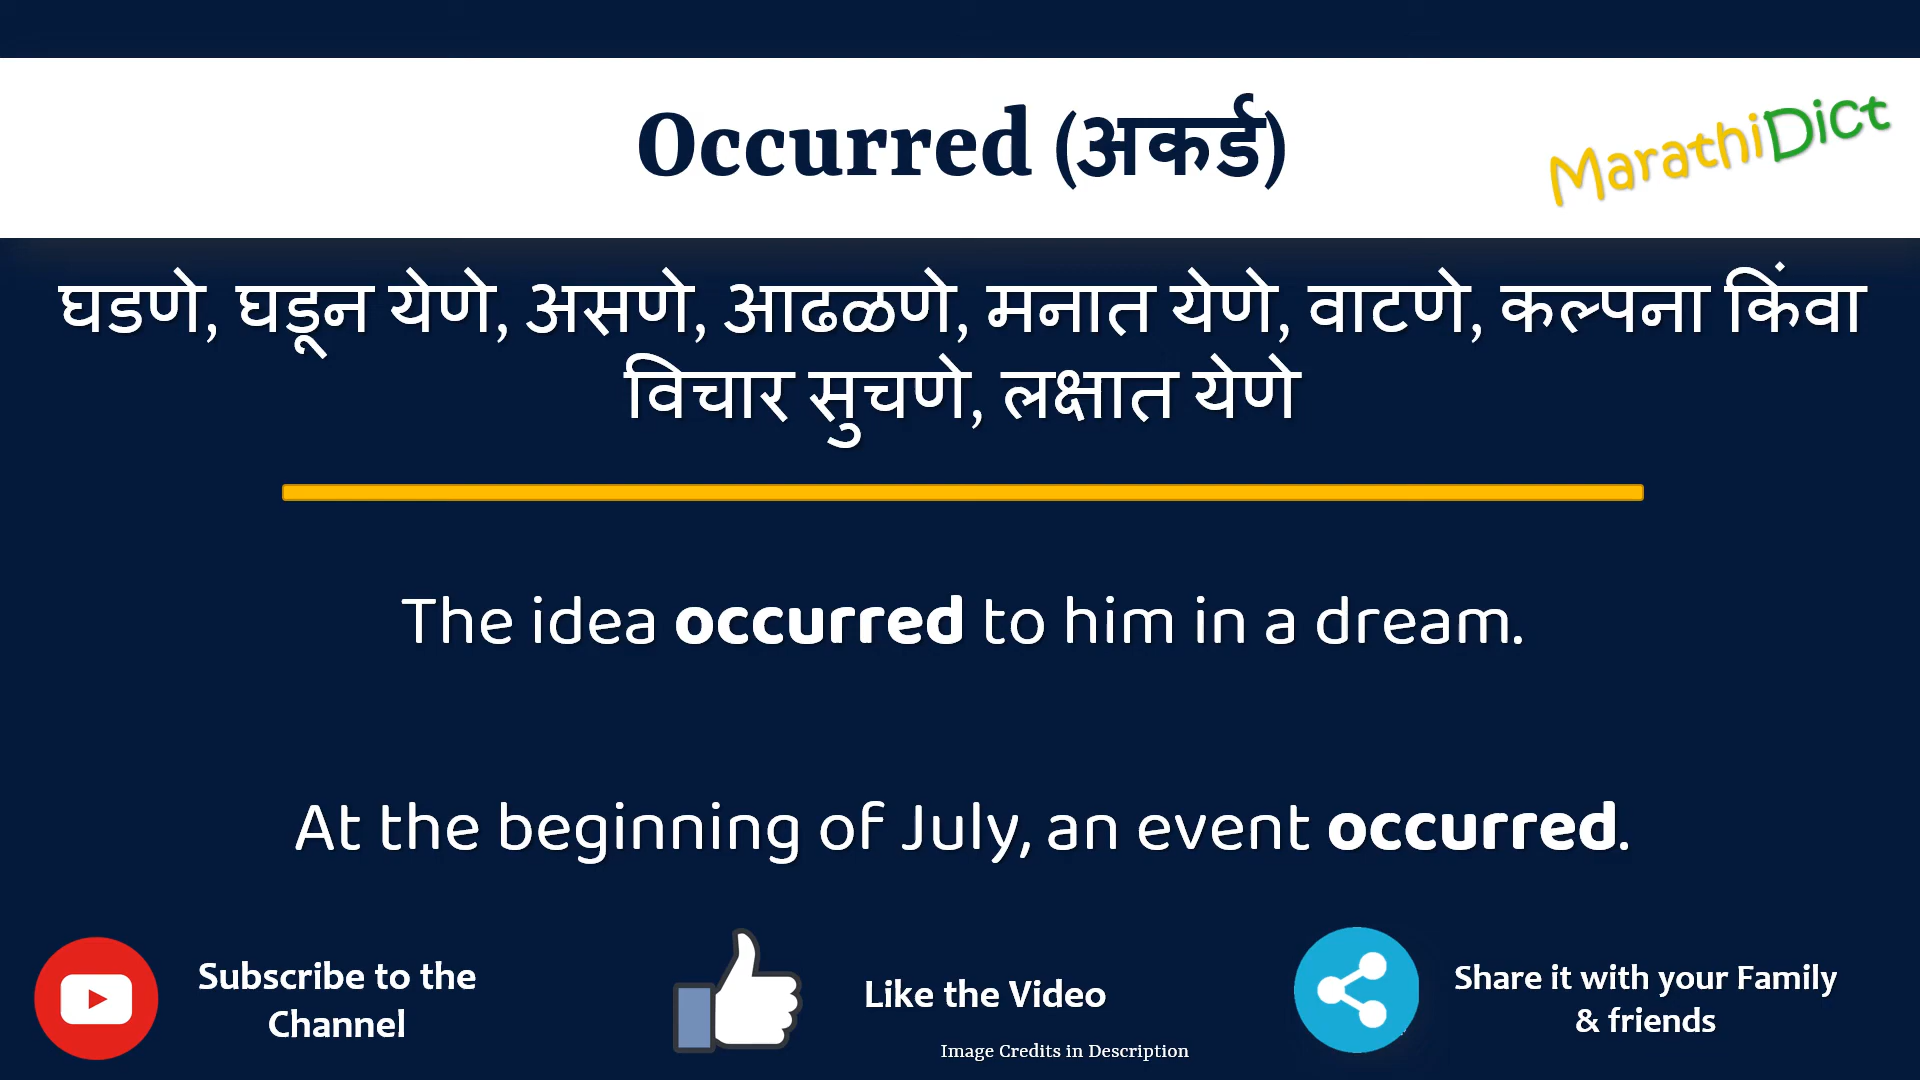 Occurred (अकर्ड)
MarathiDict
घडणे, घडून येणे, असणे, आढळणे, मनात येणे, वाटणे, कल्पना किंवा
विचार सुचणे, लक्षात येणे
The idea occurred to him in a dream.
At the beginning of July, an event occurred.
Subscribe to the
Channel
Like the Video
Share it with your Family
& friends
Image Credits in Description